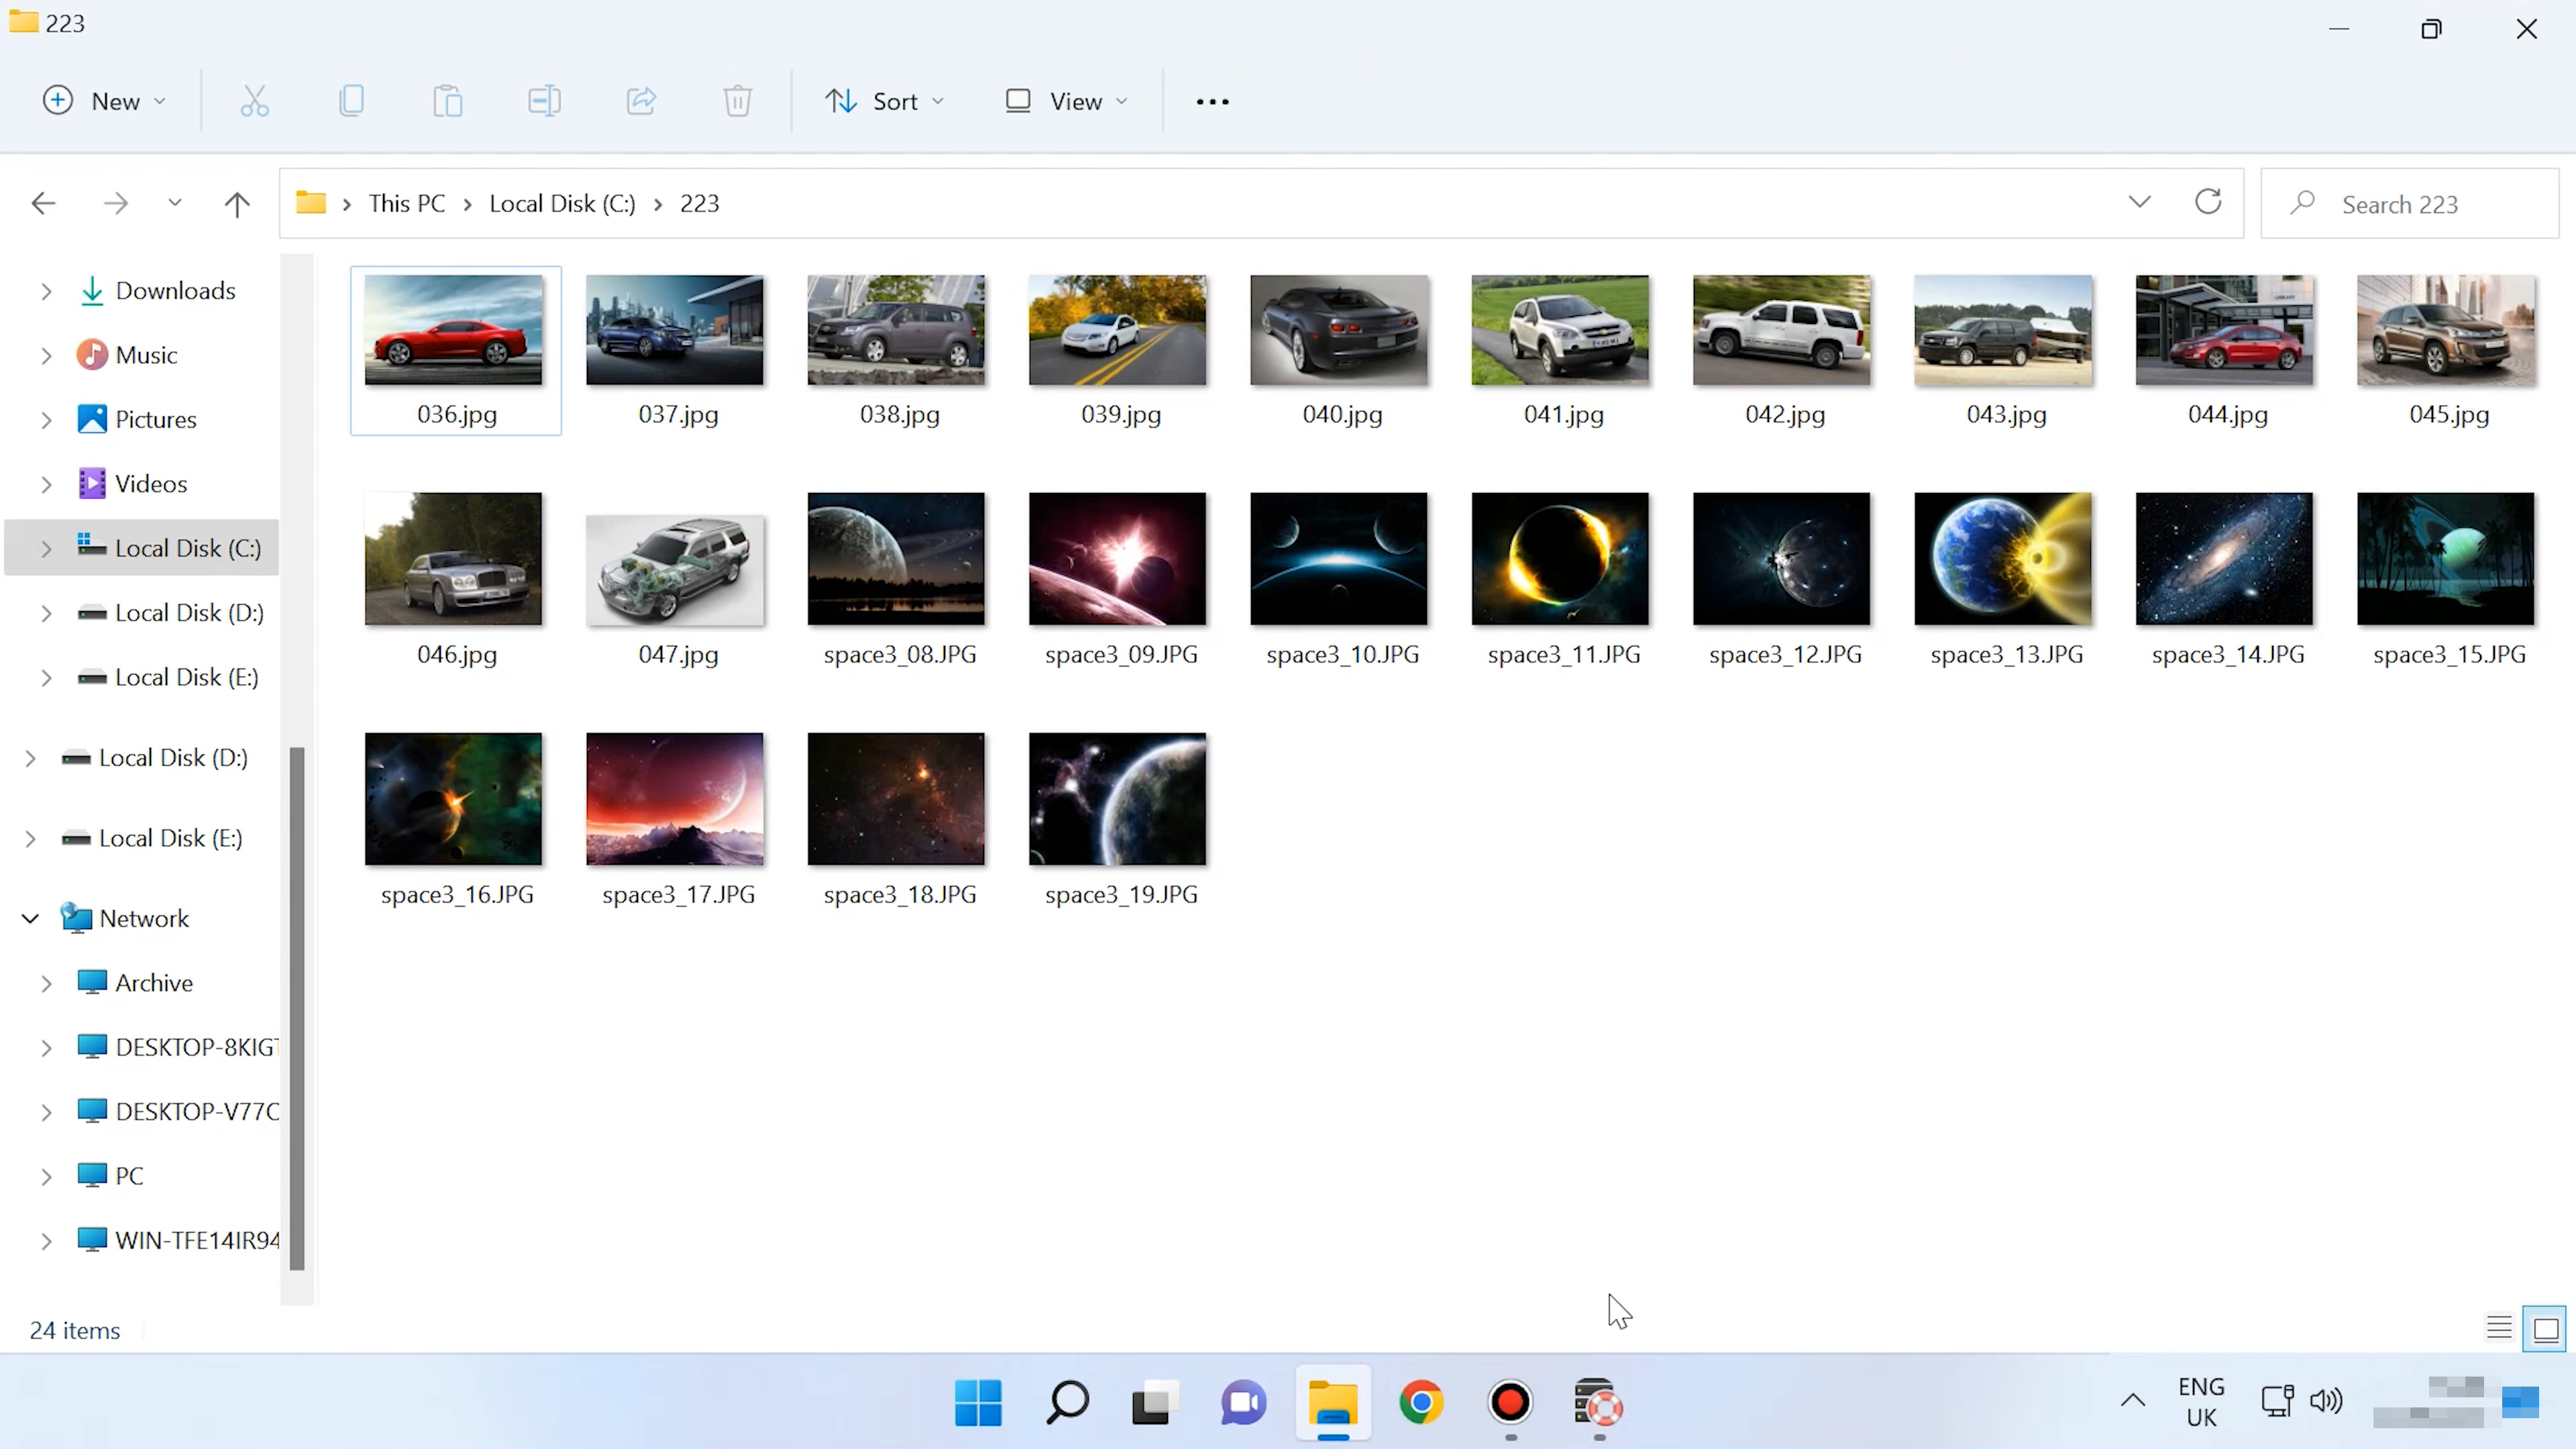 223
New
Sort
View
This PC > Local Disk (C:) > 223
Search 223
Downloads
Music
Pictures
Videos
Local Disk (C:)
Local Disk (D:)
Local Disk (E:)
Local Disk (D:)
Local Disk (E:)
Network
Archive
DESKTOP-8KIG
DESKTOP-V77C
PC
WIN-TFE14IR94
036.jpg
037.jpg
038.jpg
039.jpg
040.jpg
041.jpg
042.jpg
043.jpg
044.jpg
045.jpg
046.jpg
047.jpg
space3_08.JPG
space3_09.JPG
space3_10.JPG
space3_11.JPG
space3_12.JPG
space3_13.JPG
space3_14.JPG
space3_15.JPG
space3_16.JPG
space3_17.JPG
space3_18.JPG
space3_19.JPG
24 items
ENG
UK